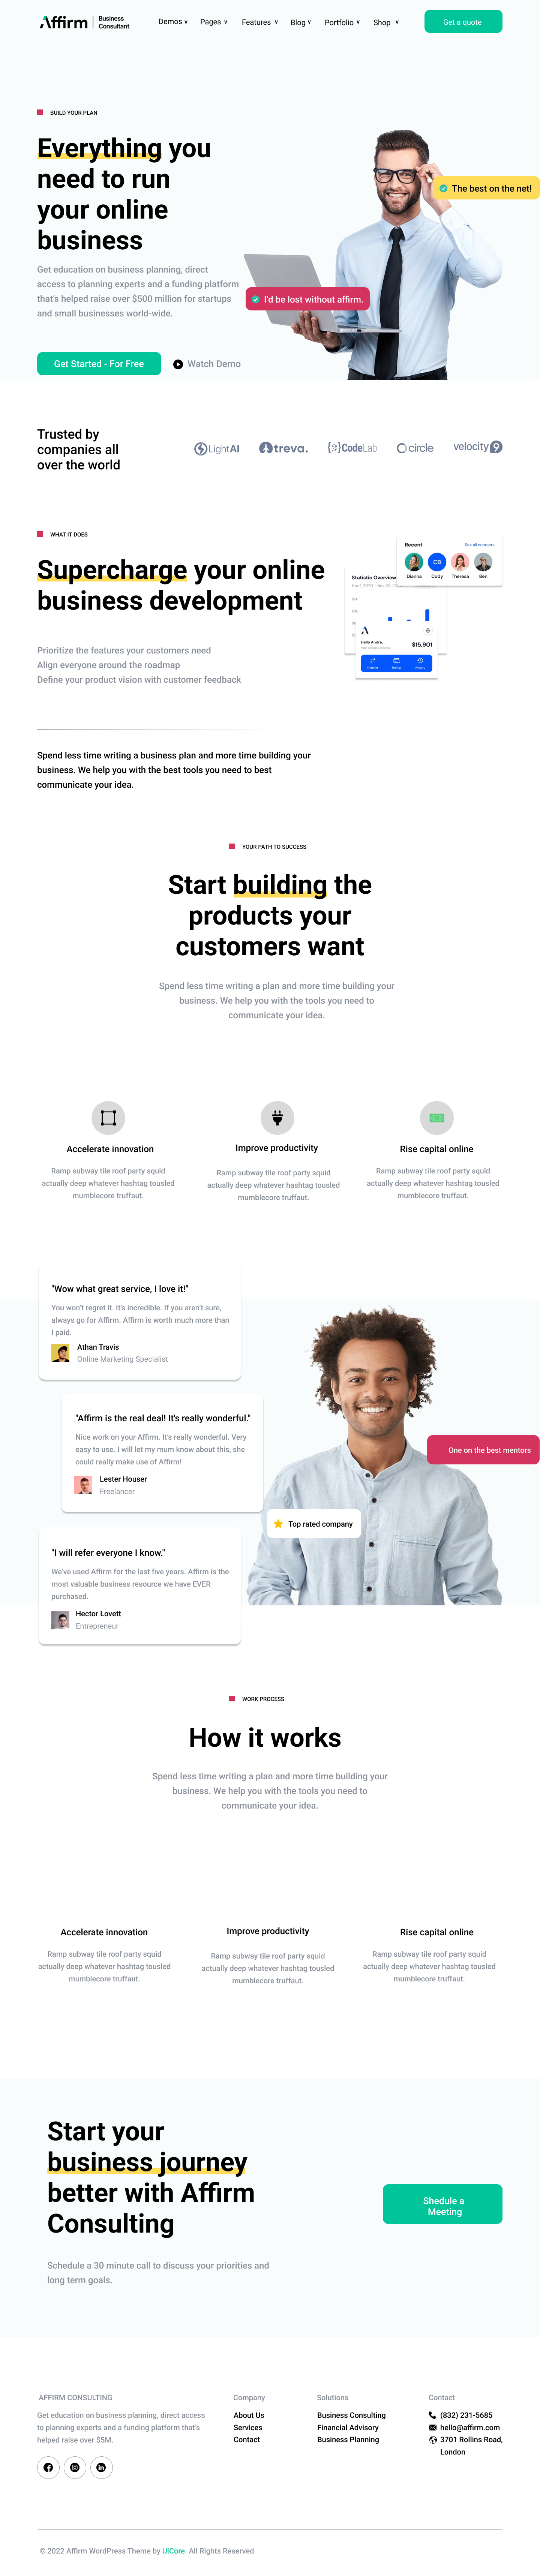 Affirm | Business
Consultant
Demos
Pages
Features
Blog
Portfolio
Shop
Get a quote
BUILD YOUR PLAN
Everything you
need to run
your online
business
Get education on business planning, direct
access to planning experts and a funding platform
that's helped raise over $500 million for startups
and small businesses world-wide.
The best on the net!
I'd be lost without affirm.
Get Started - For Free
Watch Demo
Trusted by
companies all
over the world
LightAI
treva.
{:}CodeLab
circle
velocity9
WHAT IT DOES
Supercharge your online
business development
Prioritize the features your customers need
Align everyone around the roadmap
Define your product vision with customer feedback
Recent
See all contacts
CB
Dianna
Cody
Theresa
Ben
Statistic Overview
Hello Andre,
$15,901
Spend less time writing a business plan and more time building your
business. We help you with the best tools you need to best
communicate your idea.
YOUR PATH TO SUCCESS
Start building the
products your
customers want
Spend less time writing a plan and more time building your
business. We help you with the tools you need to
communicate your idea.
Accelerate innovation
Ramp subway tile roof party squid
actually deep whatever hashtag tousled
mumblecore truffaut.
Improve productivity
Ramp subway tile roof party squid
actually deep whatever hashtag tousled
mumblecore truffaut.
Rise capital online
Ramp subway tile roof party squid
actually deep whatever hashtag tousled
mumblecore truffaut.
"Wow what great service, I love it!"
You won't regret it. It's incredible. If you aren't sure,
always go for Affirm. Affirm is worth much more than
I paid.
Athan Travis
Online Marketing Specialist
"Affirm is the real deal! It's really wonderful."
Nice work on your Affirm. It's really wonderful. Very
easy to use. I will let my mum know about this, she
could really make use of Affirm!
Lester Houser
Freelancer
"I will refer everyone I know."
We've used Affirm for the last five years. Affirm is the
most valuable business resource we have EVER
purchased.
Hector Lovett
Entrepreneur
One on the best mentors
Top rated company
WORK PROCESS
How it works
Spend less time writing a plan and more time building your
business. We help you with the tools you need to
communicate your idea.
Accelerate innovation
Ramp subway tile roof party squid
actually deep whatever hashtag tousled
mumblecore truffaut.
Improve productivity
Ramp subway tile roof party squid
actually deep whatever hashtag tousled
mumblecore truffaut.
Rise capital online
Ramp subway tile roof party squid
actually deep whatever hashtag tousled
mumblecore truffaut.
Start your
business journey
better with Affirm
Consulting
Schedule a 30 minute call to discuss your priorities and
long term goals.
Shedule a
Meeting
AFFIRM CONSULTING
Get education on business planning, direct access
to planning experts and a funding platform that's
helped raise over $5M.
Company
About Us
Services
Contact
Solutions
Business Consulting
Financial Advisory
Business Planning
Contact
(832) 231-5685
hello@affirm.com
3701 Rollins Road,
London
© 2022 Affirm WordPress Theme by UiCore. All Rights Reserved